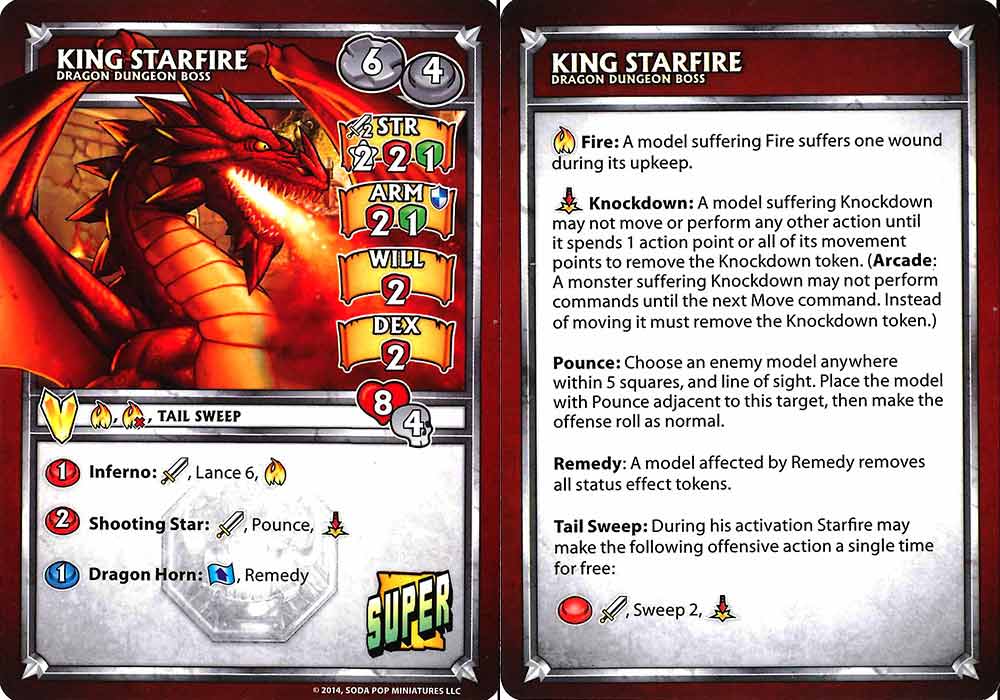 KING STARFIRE
DRAGON DUNGEON BOSS
6 4
STR
2
2 2 1
ARM
2 1
WILL
2
DEX
2
, , TAIL SWEEP
8
4
1 Inferno: , Lance 6,
2 Shooting Star: , Pounce,
1 Dragon Horn: , Remedy
SUPER
© 2014, SODA POP MINIATURES LLC
KING STARFIRE
DRAGON DUNGEON BOSS
Fire: A model suffering Fire suffers one wound
during its upkeep.
Knockdown: A model suffering Knockdown
may not move or perform any other action until
it spends 1 action point or all of its movement
points to remove the Knockdown token. (Arcade:
A monster suffering Knockdown may not perform
commands until the next Move command. Instead
of moving it must remove the Knockdown token.)
Pounce: Choose an enemy model anywhere
within 5 squares, and line of sight. Place the model
with Pounce adjacent to this target, then make the
offense roll as normal.
Remedy: A model affected by Remedy removes
all status effect tokens.
Tail Sweep: During his activation Starfire may
make the following offensive action a single time
for free:
, Sweep 2,